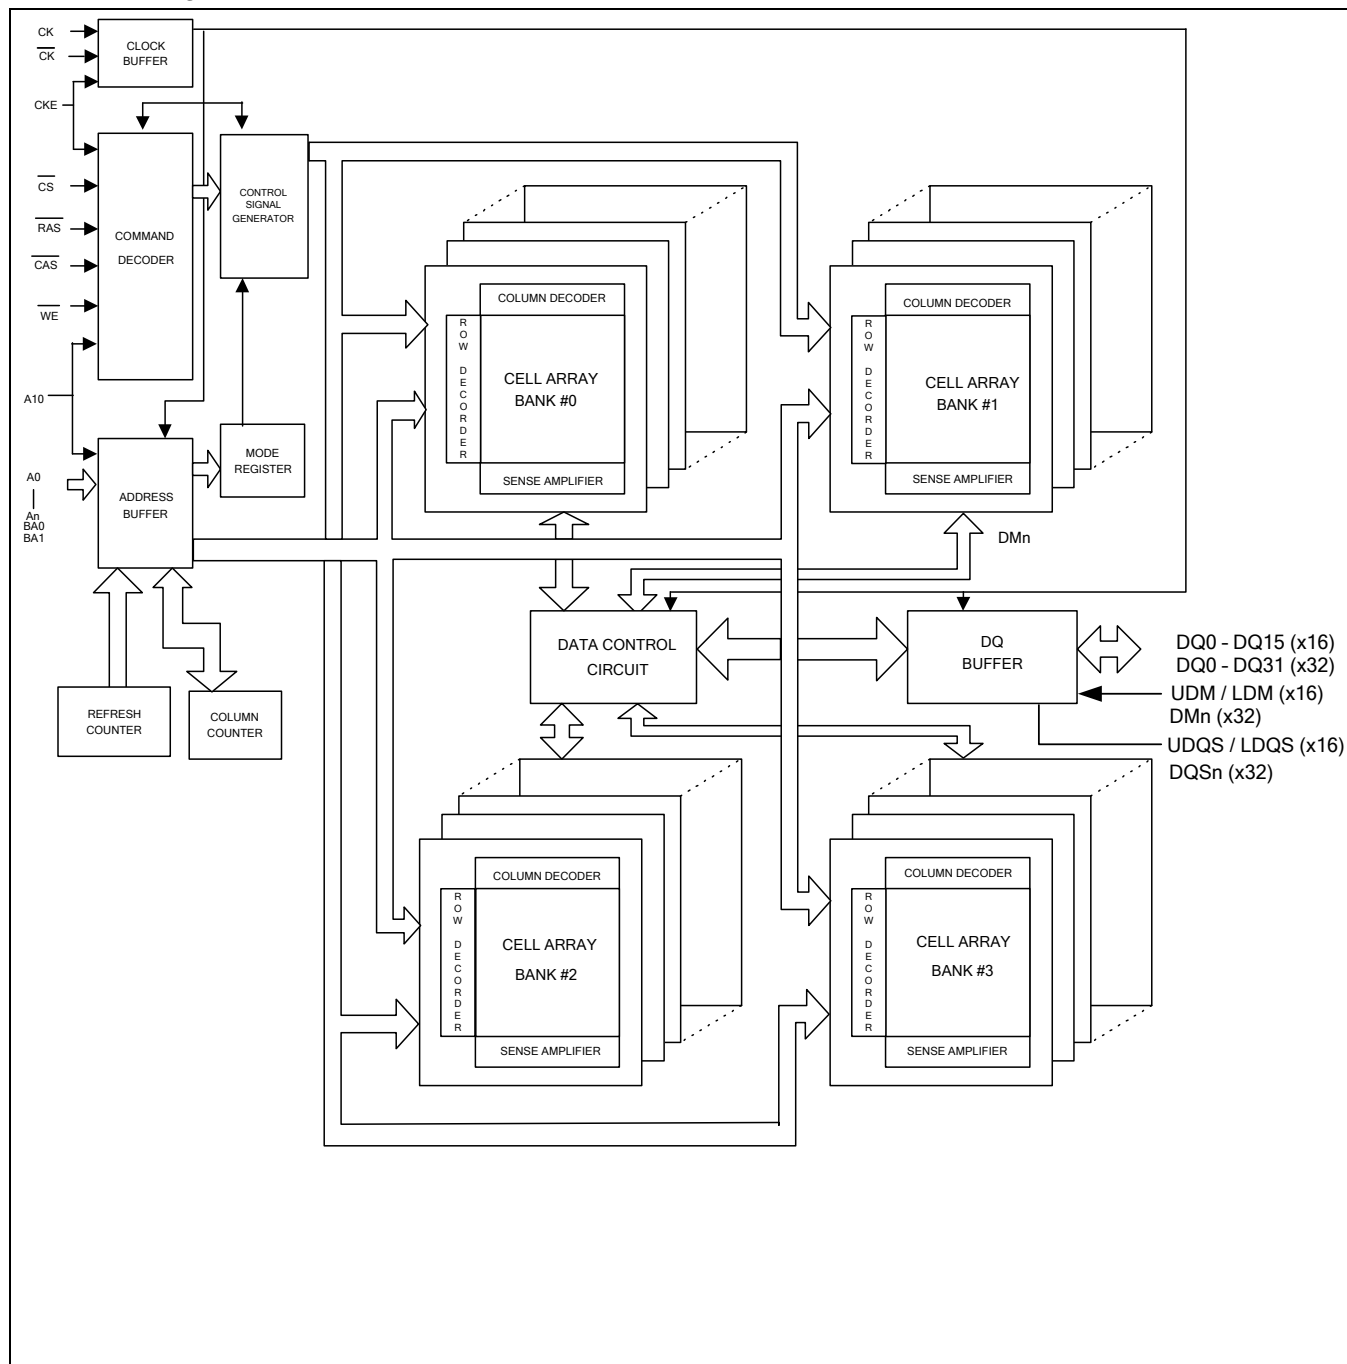 CK
CK
CKE
CLOCK
BUFFER
CS
RAS
CAS
WE
A10
COMMAND
DECODER
CONTROL
SIGNAL
GENERATOR
A0
An
BA0
BA1
ADDRESS
BUFFER
MODE
REGISTER
REFRESH
COUNTER
COLUMN
COUNTER
COLUMN DECODER
ROW DECORDER
CELL ARRAY
BANK #0
SENSE AMPLIFIER
COLUMN DECODER
ROW DECORDER
CELL ARRAY
BANK #1
SENSE AMPLIFIER
DMn
DATA CONTROL
CIRCUIT
DQ
BUFFER
DQ0 - DQ15 (x16)
DQ0 - DQ31 (x32)
UDM / LDM (x16)
DMn (x32)
UDQS / LDQS (x16)
DQSn (x32)
COLUMN DECODER
ROW DECORDER
CELL ARRAY
BANK #2
SENSE AMPLIFIER
COLUMN DECODER
ROW DECORDER
CELL ARRAY
BANK #3
SENSE AMPLIFIER